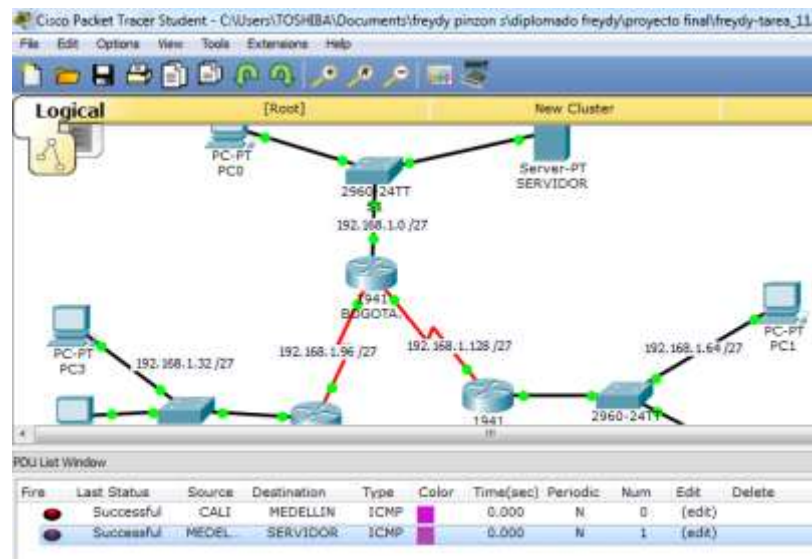 Cisco Packet Tracer Student - C:\Users\TOSHIBA\Documents\freydy pinzon s\diplomado freydy\proyecto final\freydy-tarea_11
File Edit Options View Tools Extensions Help
Logical [Root] New Cluster
PC-PT
PC0
Server-PT
SERVIDOR
2960-24TT
192.168.1.0 /27
1941
BOGOTA.
PC-PT
PC3
192.168.1.32 /27
192.168.1.96 /27
192.168.1.128 /27
192.168.1.64 /27
PC-PT
PC1
1941
2960-24TT
PDU List Window
Fire Last Status Source Destination Type Color Time(sec) Periodic Num Edit Delete
Successful CALI MEDELLIN ICMP 0.000 N 0 (edit)
Successful MEDEL... SERVIDOR ICMP 0.000 N 1 (edit)